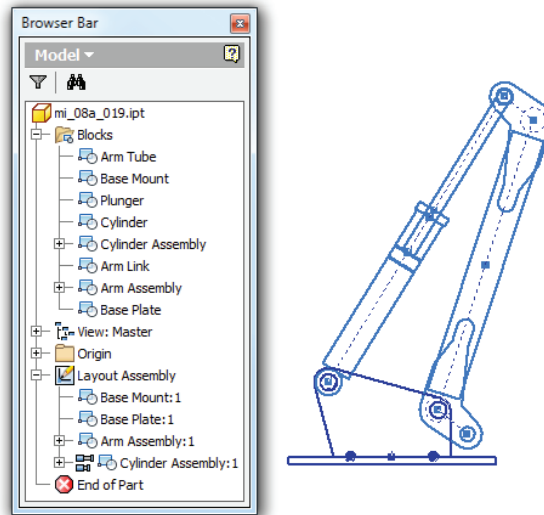 Browser Bar
Model
mi_08a_019.ipt
Blocks
Arm Tube
Base Mount
Plunger
Cylinder
Cylinder Assembly
Arm Link
Arm Assembly
Base Plate
View: Master
Origin
Layout Assembly
Base Mount:1
Base Plate:1
Arm Assembly:1
Cylinder Assembly:1
End of Part